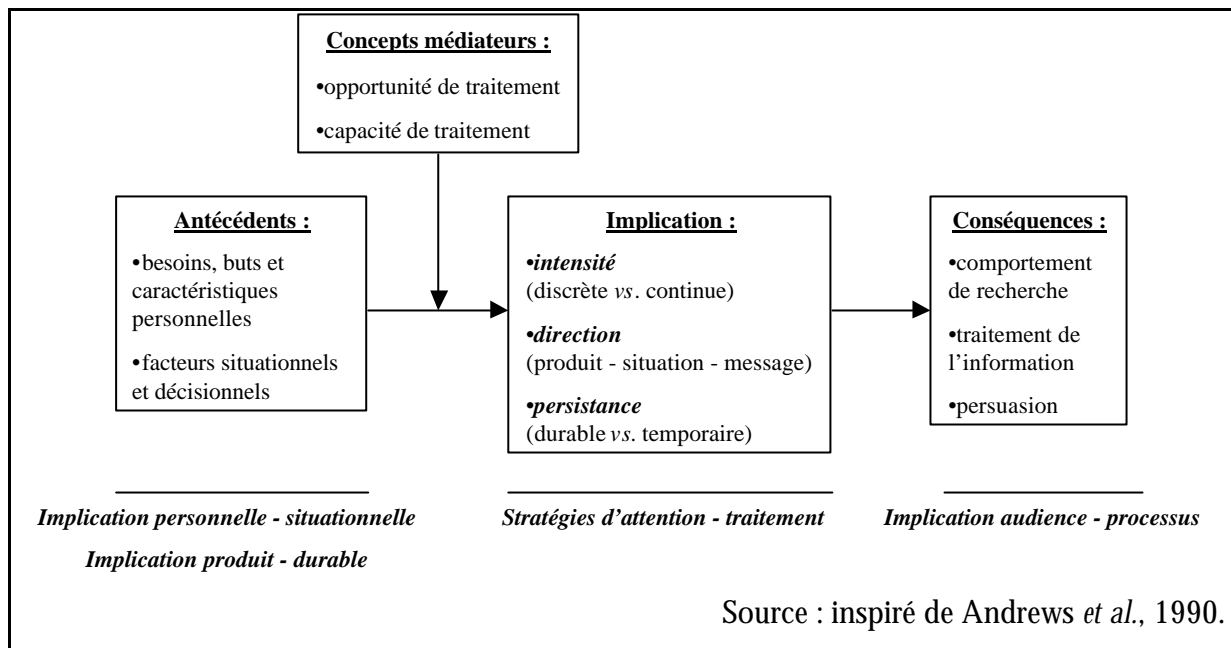 Concepts médiateurs :
•opportunité de traitement
•capacité de traitement
Antécédents :
•besoins, buts et
caractéristiques
personnelles
•facteurs situationnels
et décisionnels
Implication :
•intensité
(discrète vs. continue)
•direction
(produit - situation - message)
•persistance
(durable vs. temporaire)
Conséquences :
•comportement
de recherche
•traitement de
l’information
•persuasion
Implication personnelle - situationnelle
Implication produit - durable
Stratégies d’attention - traitement
Implication audience - processus
Source : inspiré de Andrews et al., 1990.